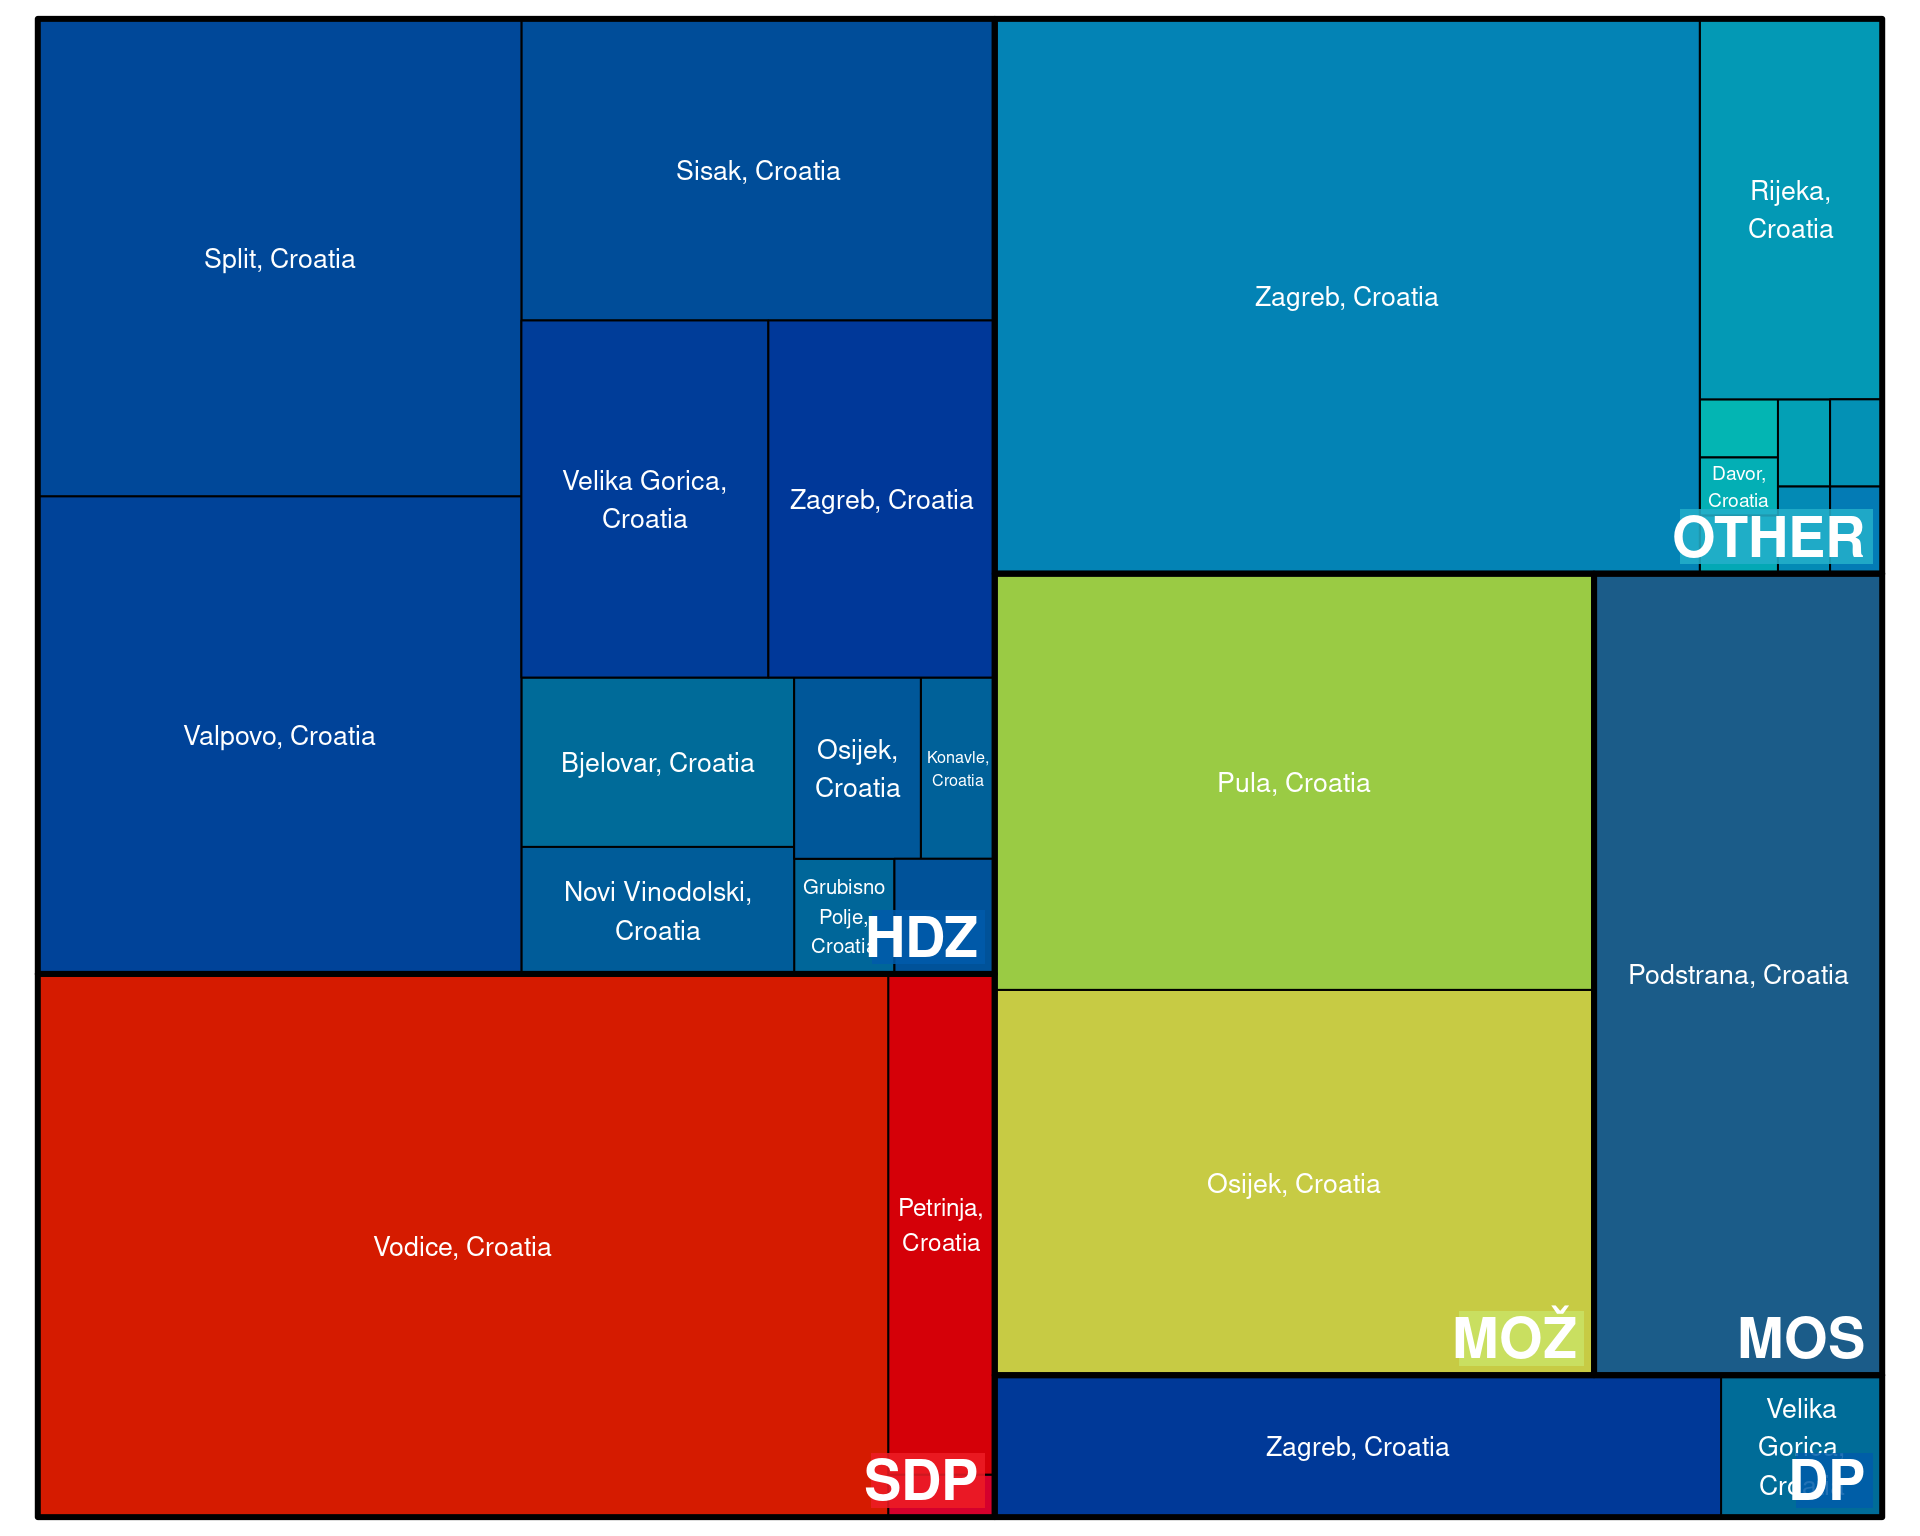 Split, Croatia
Sisak, Croatia
Velika Gorica,
Croatia
Zagreb, Croatia
Valpovo, Croatia
Bjelovar, Croatia
Osijek,
Croatia
Konavle,
Croatia
Novi Vinodolski,
Croatia
Grubisno
Polje,
Croatia
HDZ
Vodice, Croatia
Petrinja,
Croatia
SDP
Zagreb, Croatia
Rijeka,
Croatia
Davor,
Croatia
OTHER
Pula, Croatia
Osijek, Croatia
MOŽ
Podstrana, Croatia
MOS
Zagreb, Croatia
Velika
Gorica,
Croatia
DP